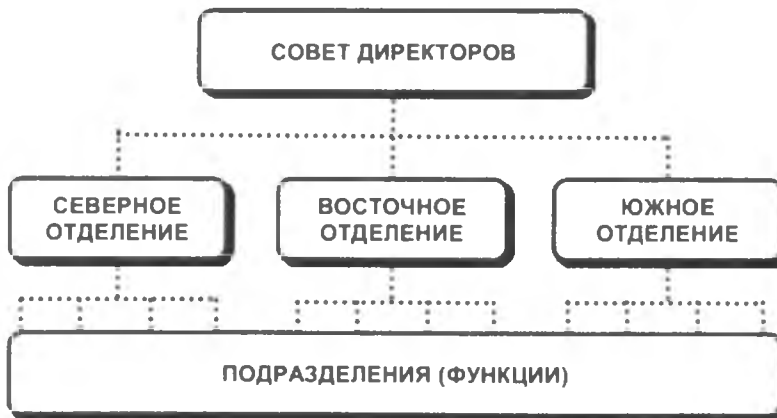 СОВЕТ ДИРЕКТОРОВ
СЕВЕРНОЕ
ОТДЕЛЕНИЕ
ВОСТОЧНОЕ
ОТДЕЛЕНИЕ
ЮЖНОЕ
ОТДЕЛЕНИЕ
ПОДРАЗДЕЛЕНИЯ (ФУНКЦИИ)